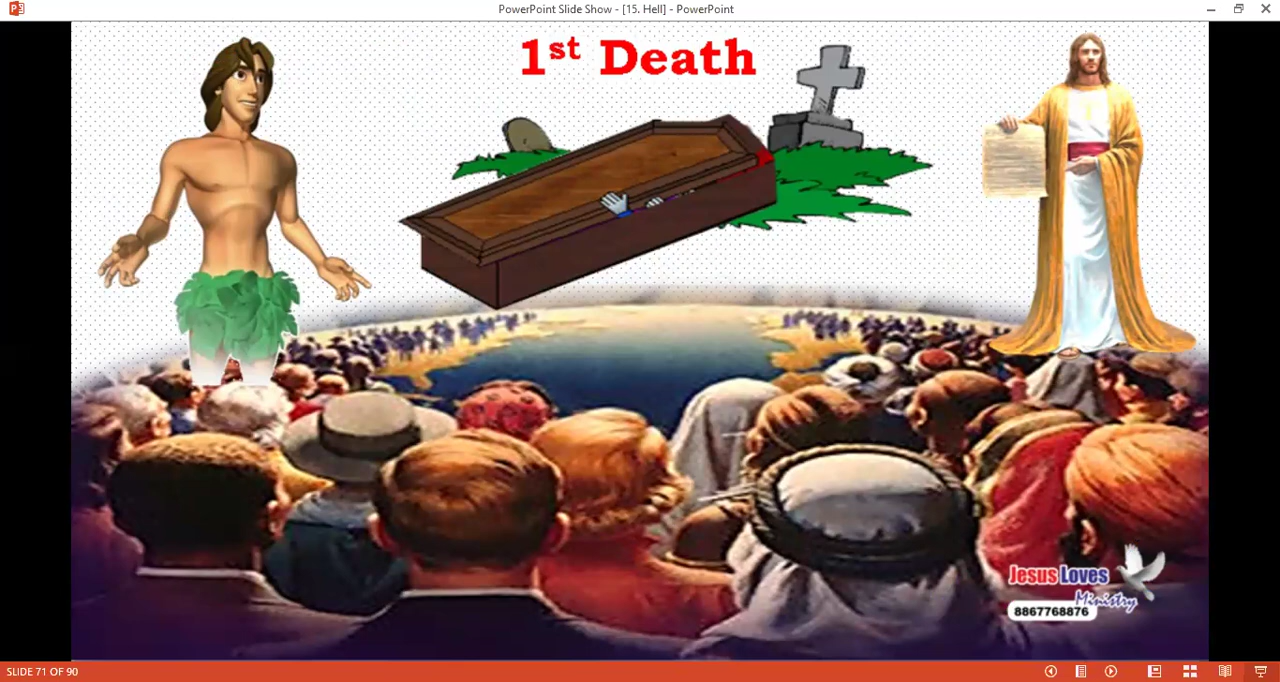 PowerPoint Slide Show - [15. Hell] - PowerPoint
1st Death
Jesus Loves
Ministry
8867768876
SLIDE 71 OF 90